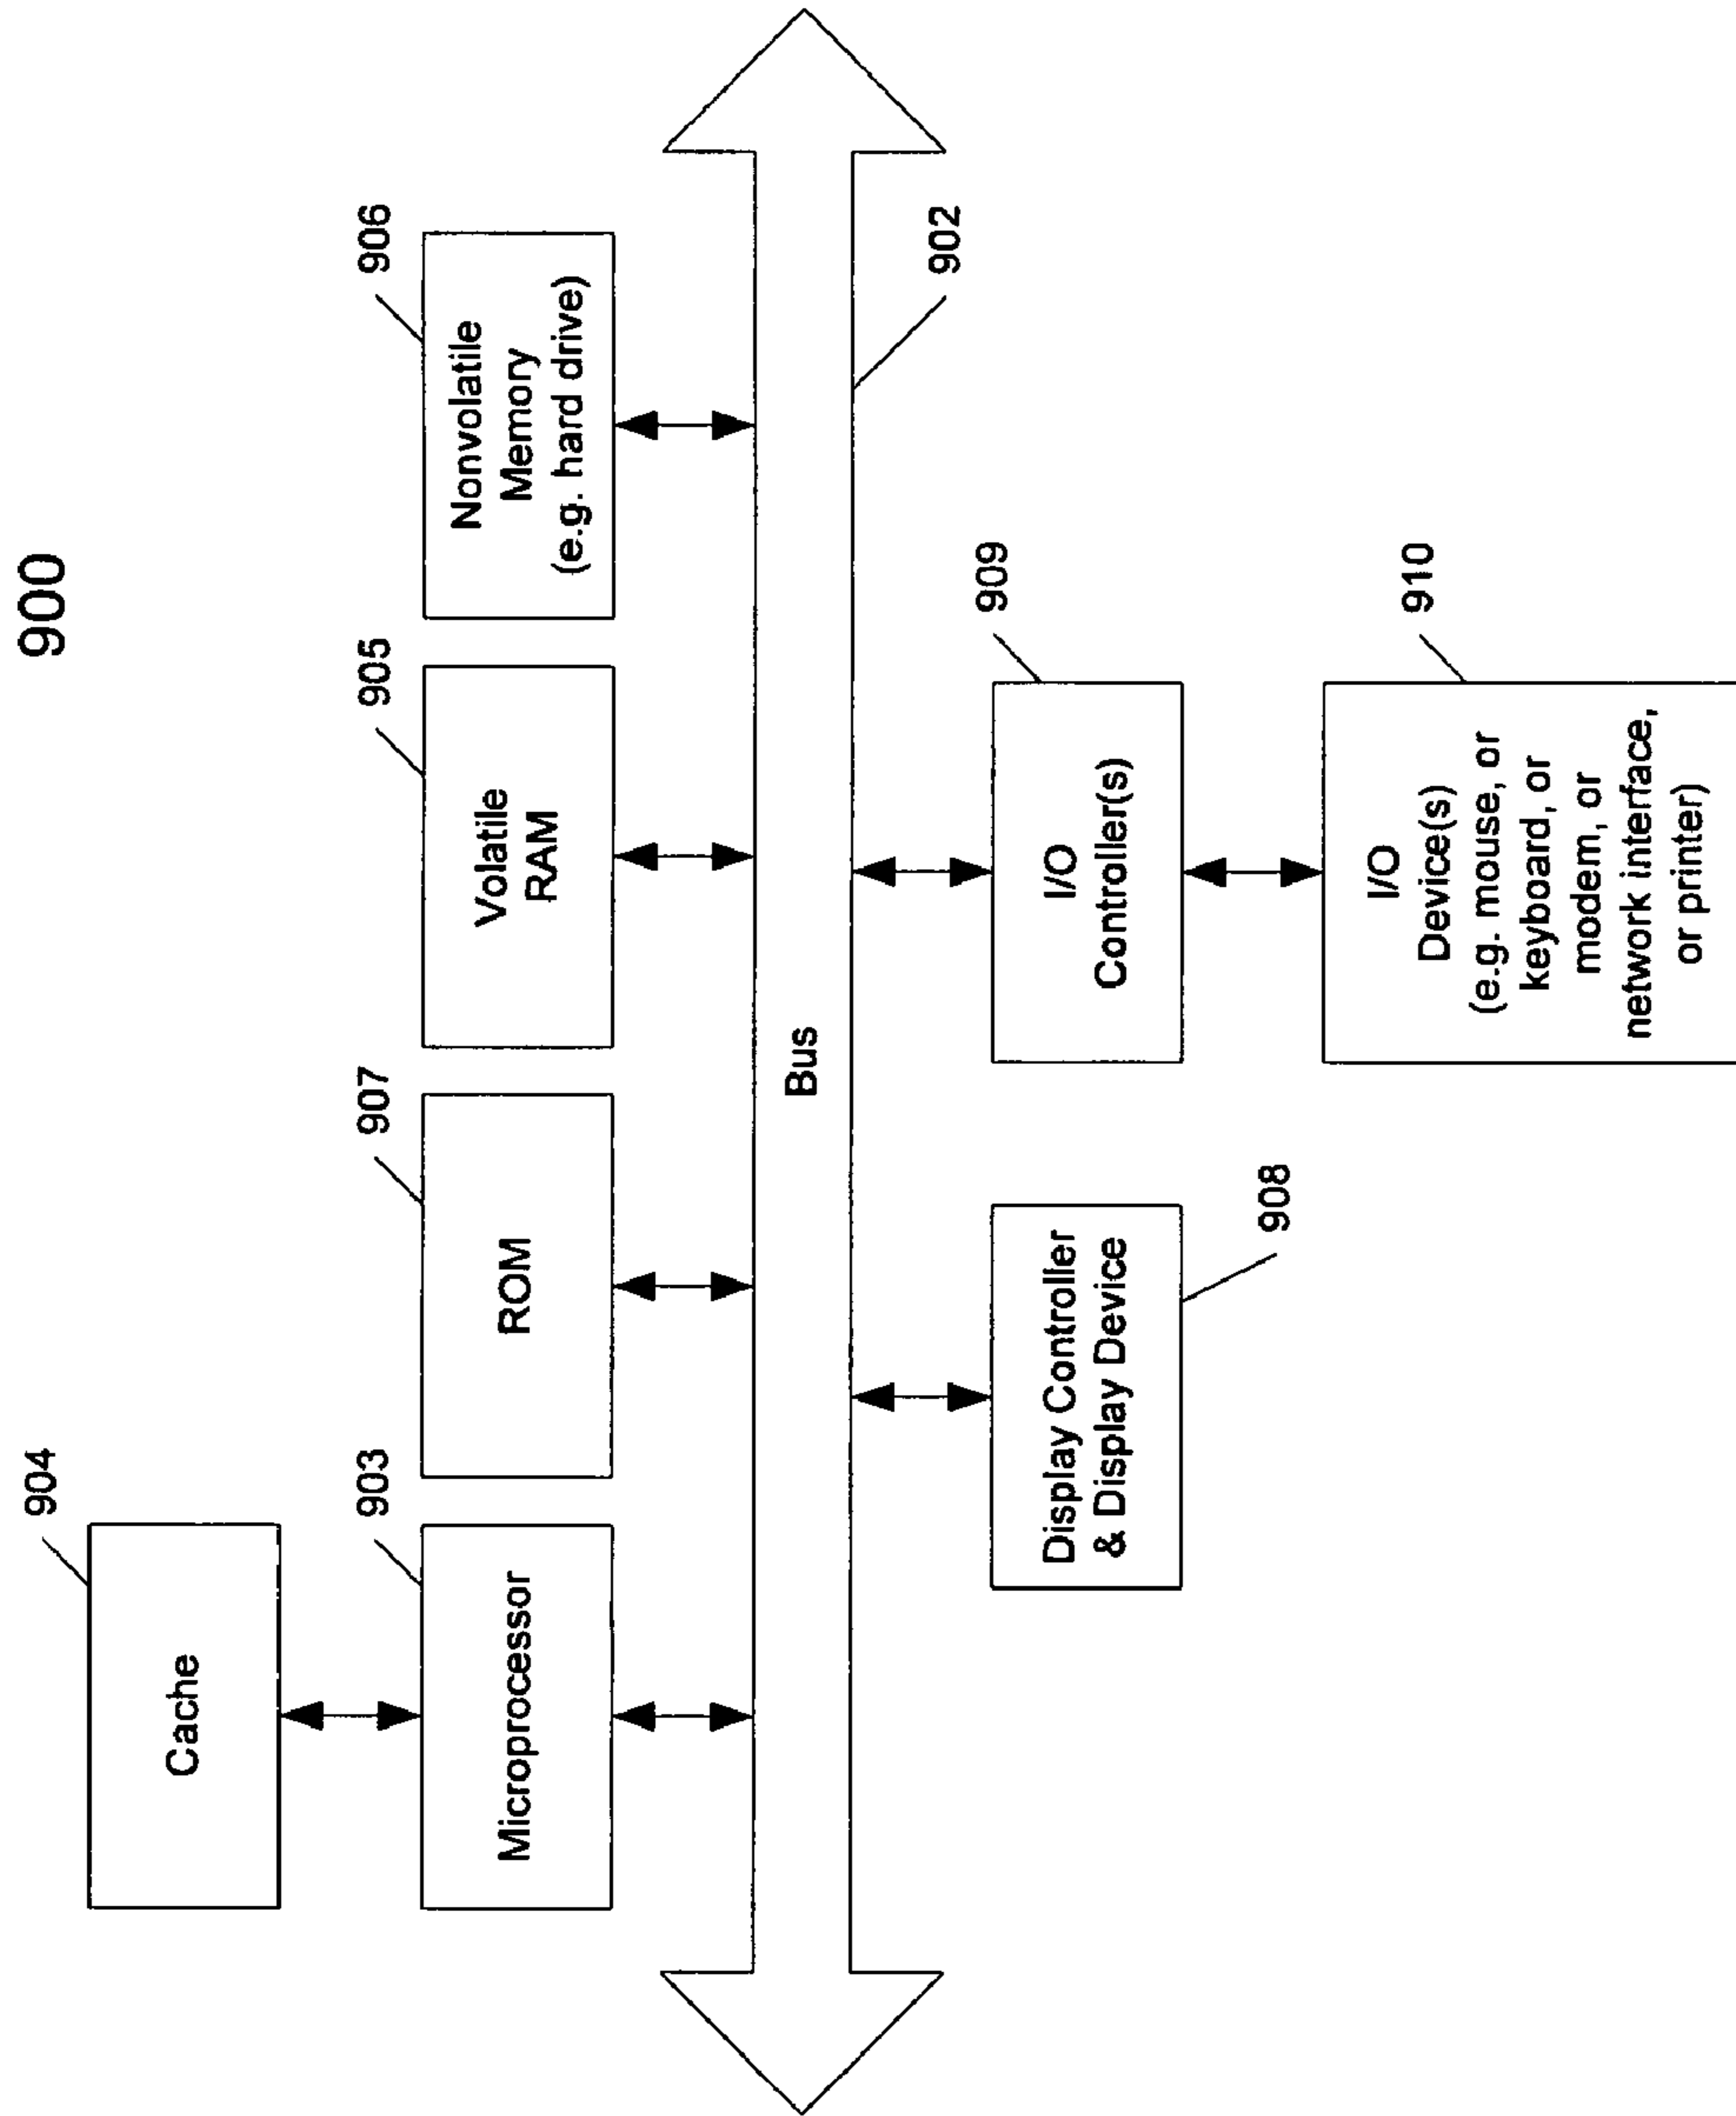 900
904
Cache
903
907
905
906
Microprocessor
ROM
Volatile
RAM
Nonvolatile
Memory
(e.g. hard drive)
Bus
902
Display Controller
& Display Device
908
I/O
Controller(s)
909
I/O
Device(s)
(e.g. mouse, or
keyboard, or
modem, or
network interface,
or printer)
910